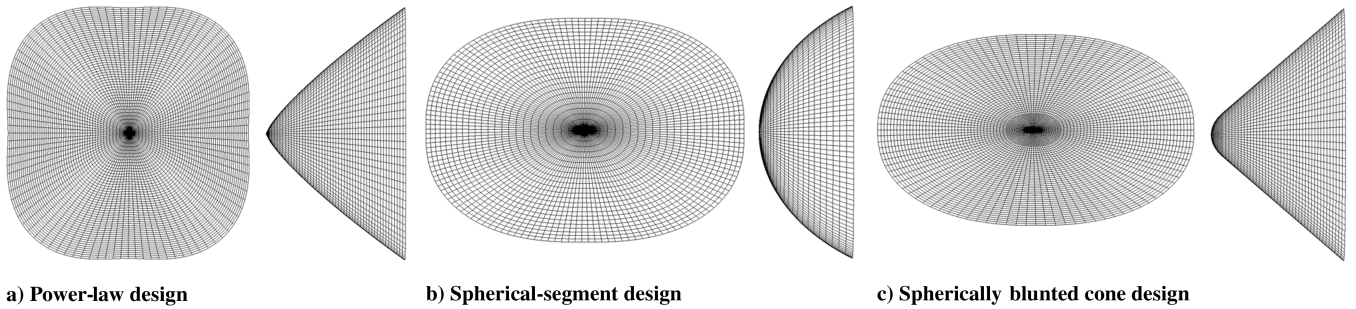 a) Power-law design
b) Spherical-segment design
c) Spherically blunted cone design